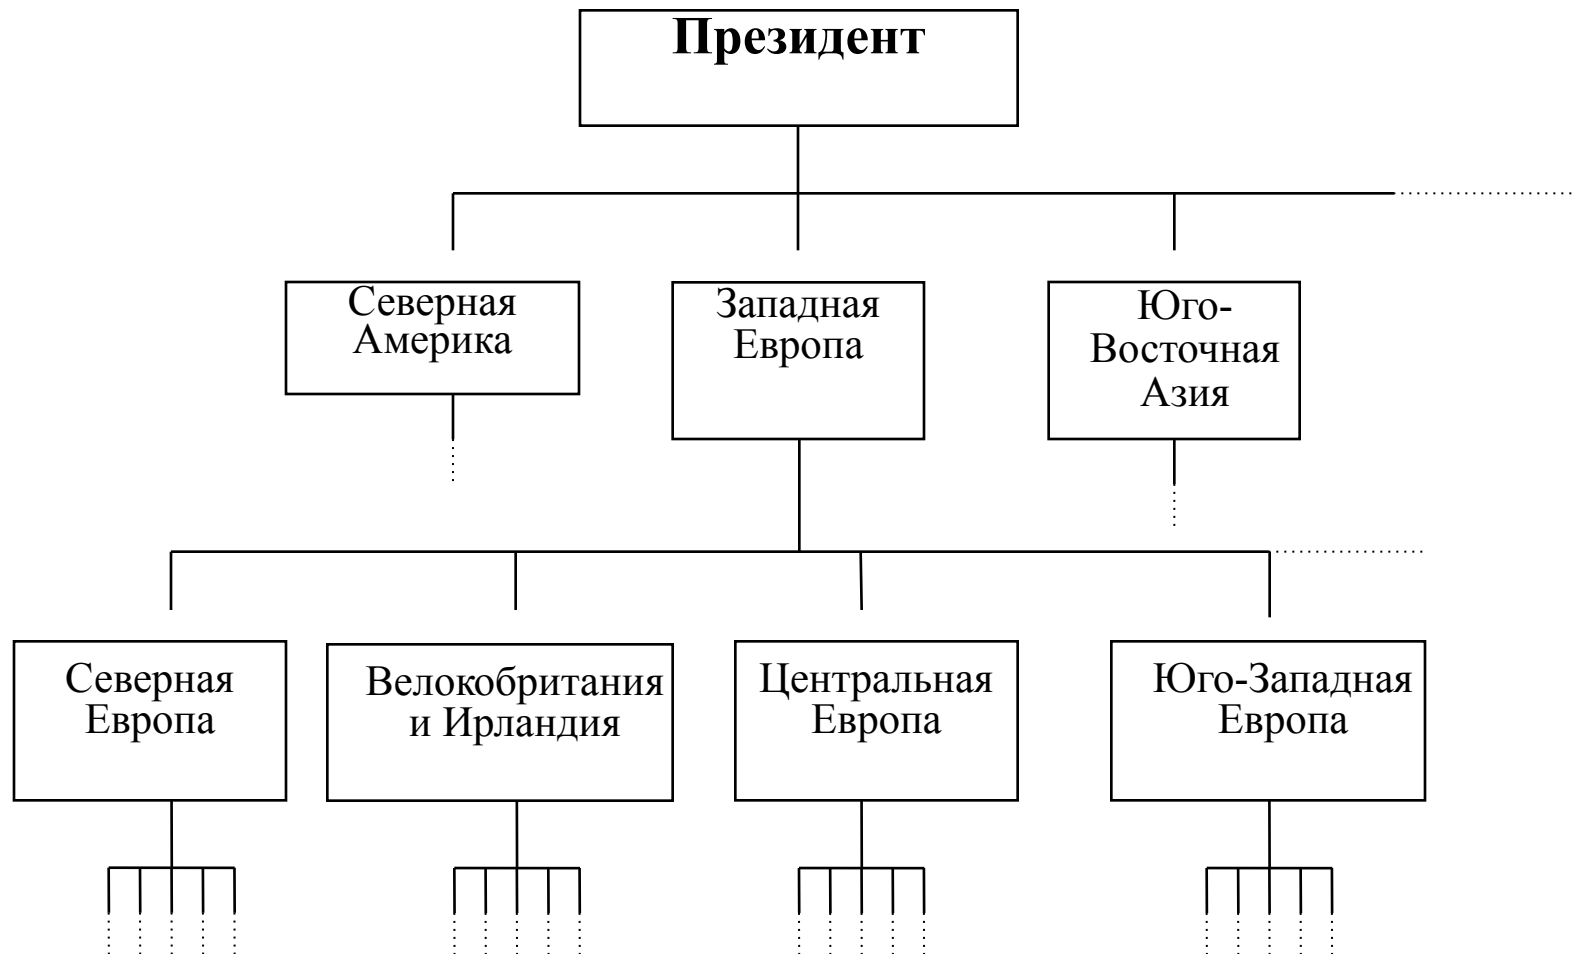 Президент
Северная
Америка
Западная
Европа
Юго-
Восточная
Азия
Северная
Европа
Велокобритания
и Ирландия
Центральная
Европа
Юго-Западная
Европа